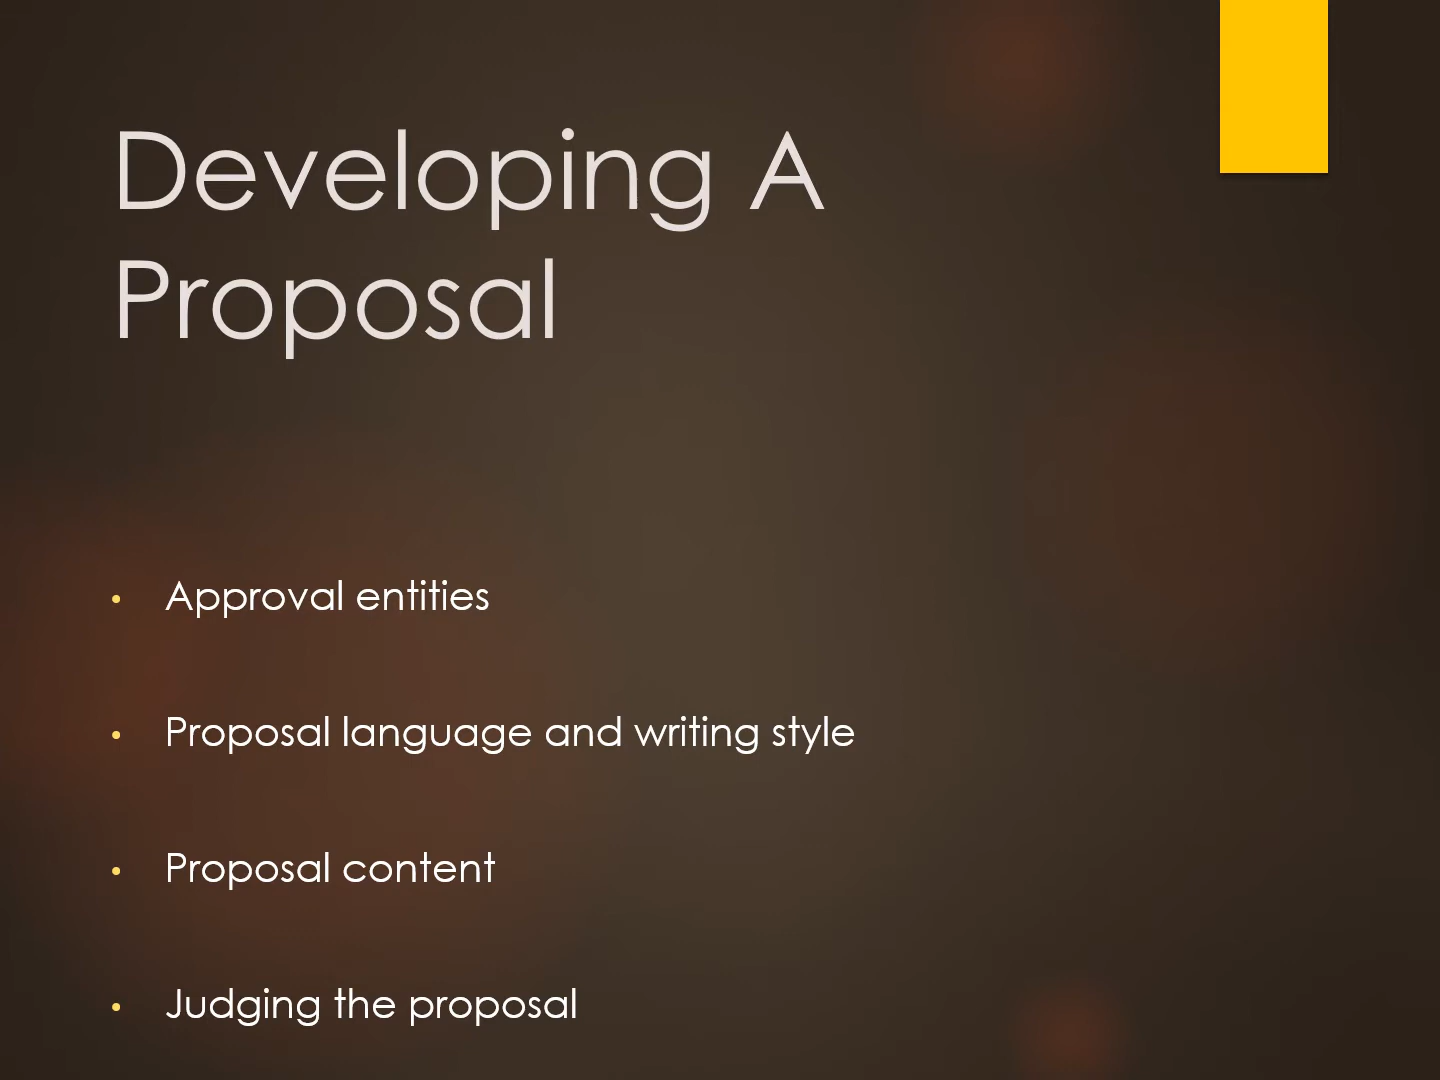 Developing A
Proposal
• Approval entities
• Proposal language and writing style
• Proposal content
• Judging the proposal